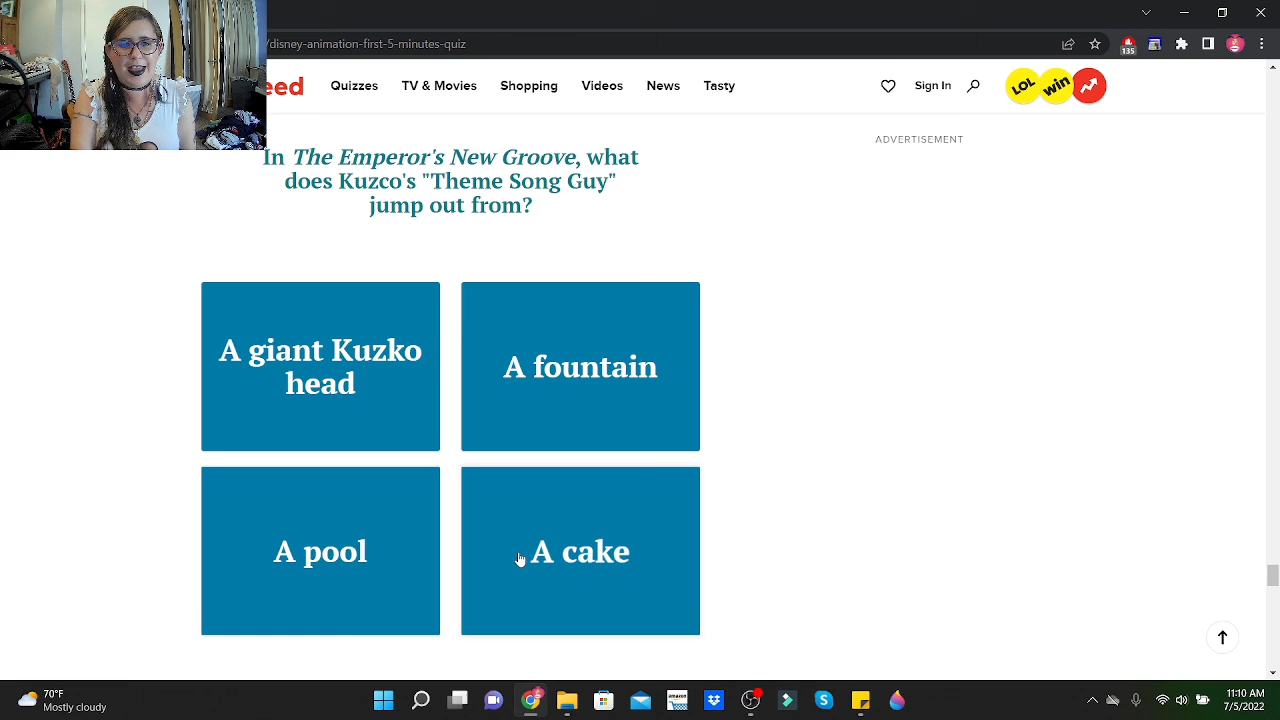 /disney-animation-first-5-minutes-quiz
135
eed
Quizzes
TV & Movies
Shopping
Videos
News
Tasty
Sign In
LOL
win
ADVERTISEMENT
In The Emperor's New Groove, what
does Kuzco's "Theme Song Guy"
jump out from?
A giant Kuzko
head
A fountain
A pool
A cake
70°F
Mostly cloudy
amazon
S
11:10 AM
7/5/2022